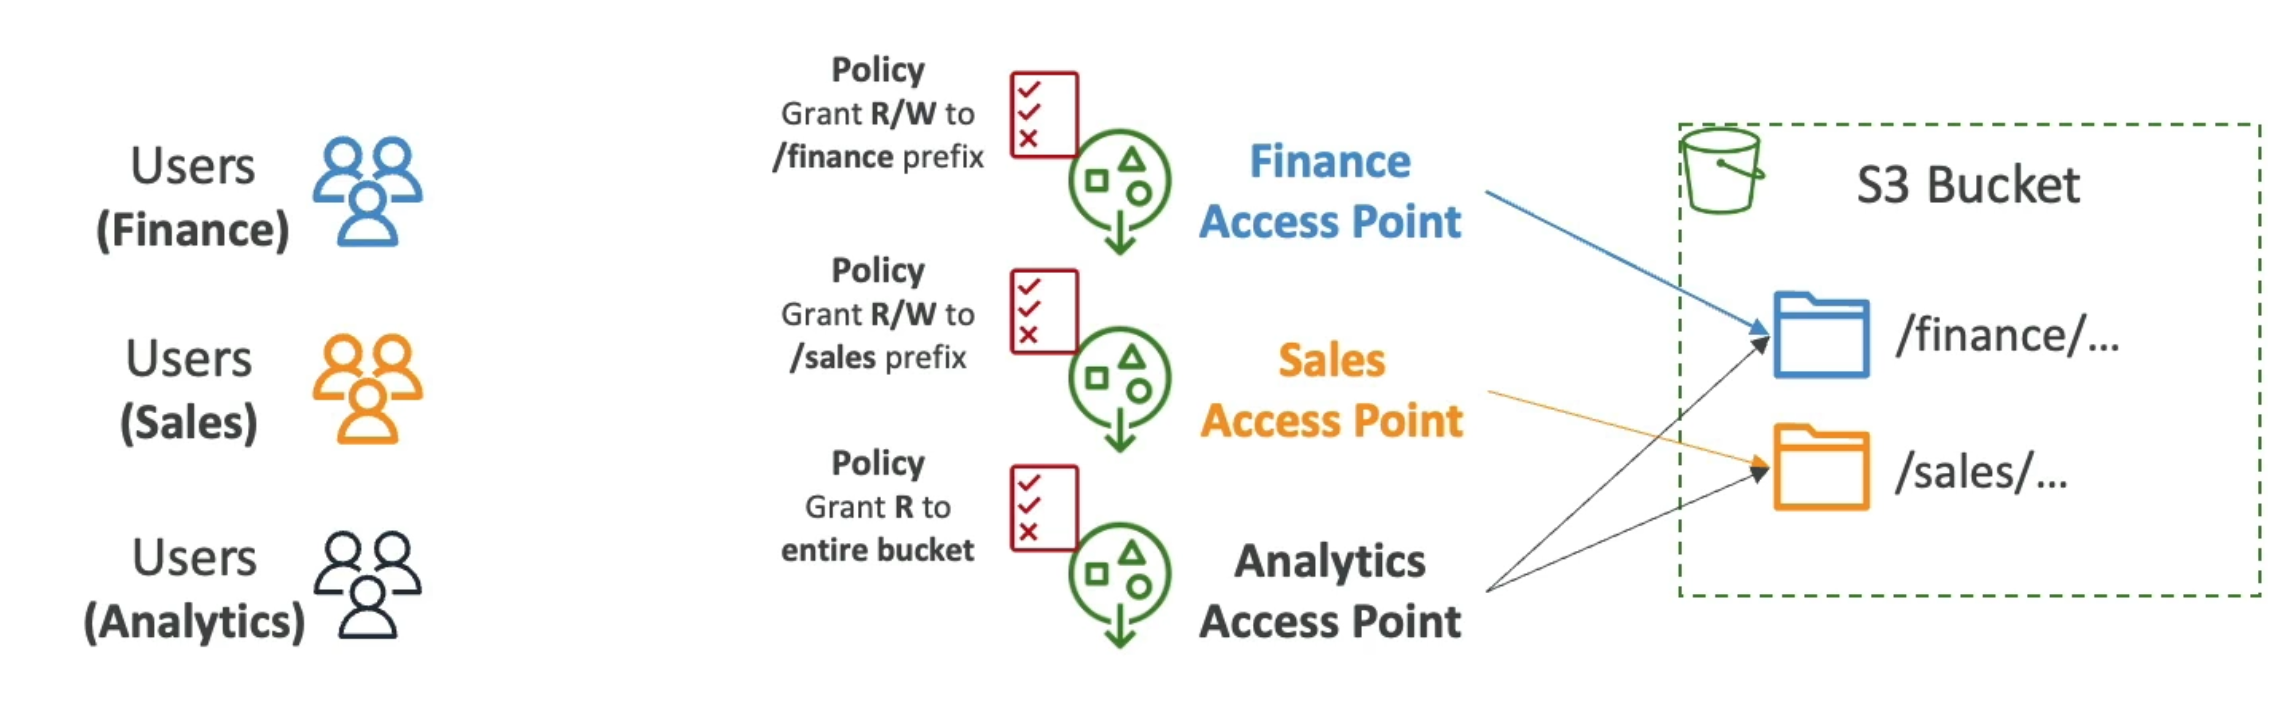 Users
(Finance)
Users
(Sales)
Users
(Analytics)
Policy
Grant R/W to
/finance prefix
Policy
Grant R/W to
/sales prefix
Policy
Grant R to
entire bucket
Finance
Access Point
Sales
Access Point
Analytics
Access Point
S3 Bucket
/finance/...
/sales/...